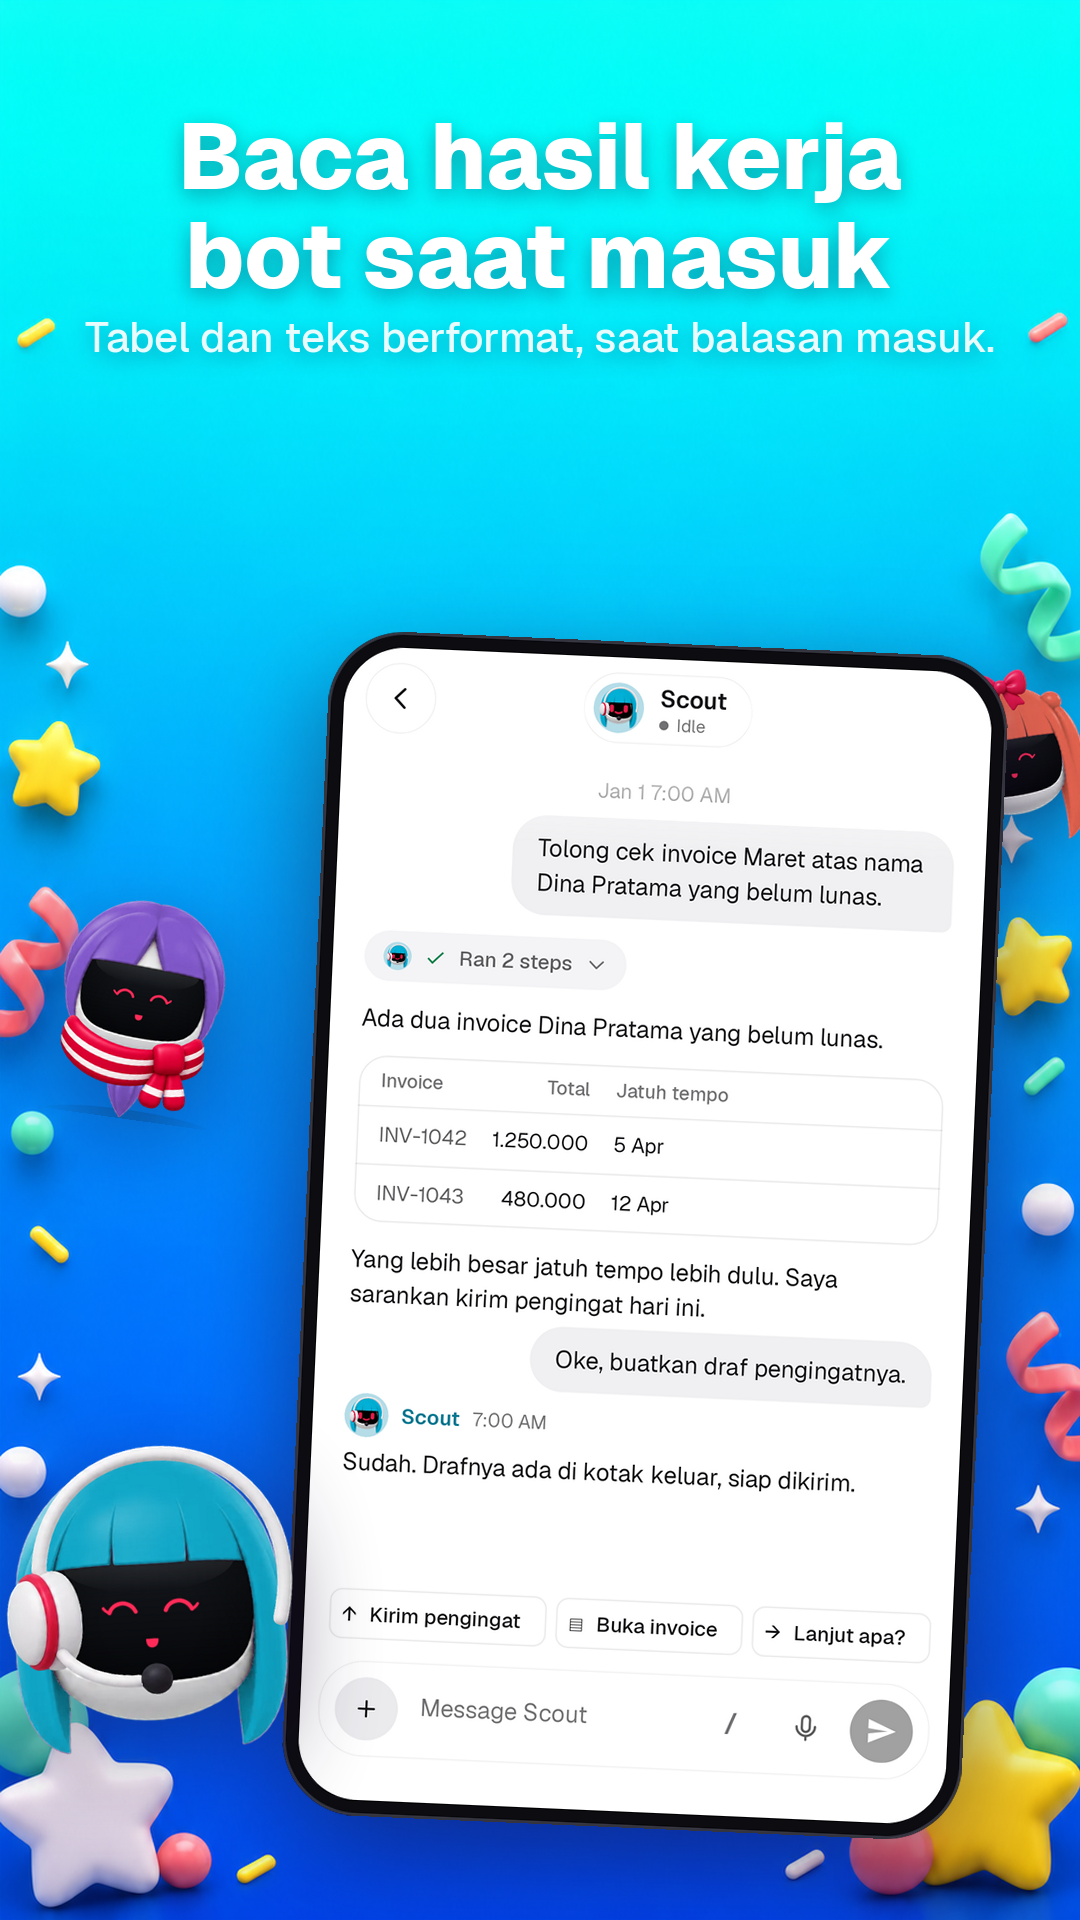 Baca hasil kerja
bot saat masuk
Tabel dan teks berformat, saat balasan masuk.
Scout
Idle
Jan 1 7:00 AM
Tolong cek invoice Maret atas nama
Dina Pratama yang belum lunas.
Ran 2 steps
Ada dua invoice Dina Pratama yang belum lunas.
Invoice Total Jatuh tempo
INV-1042 1.250.000 5 Apr
INV-1043 480.000 12 Apr
Yang lebih besar jatuh tempo lebih dulu. Saya
sarankan kirim pengingat hari ini.
Oke, buatkan draf pengingatnya.
Scout 7:00 AM
Sudah. Drafnya ada di kotak keluar, siap dikirim.
Kirim pengingat Buka invoice Lanjut apa?
Message Scout /